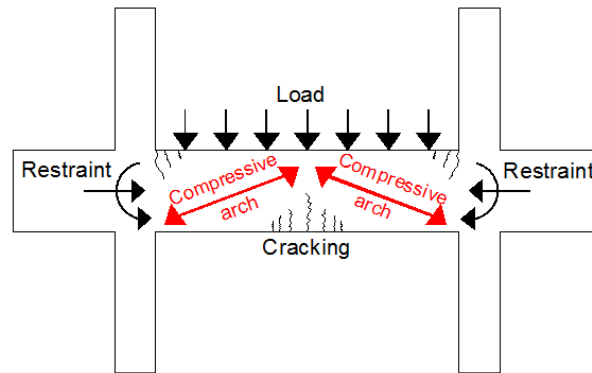 Load
Restraint
Compressive
arch
Compressive
arch
Restraint
Cracking